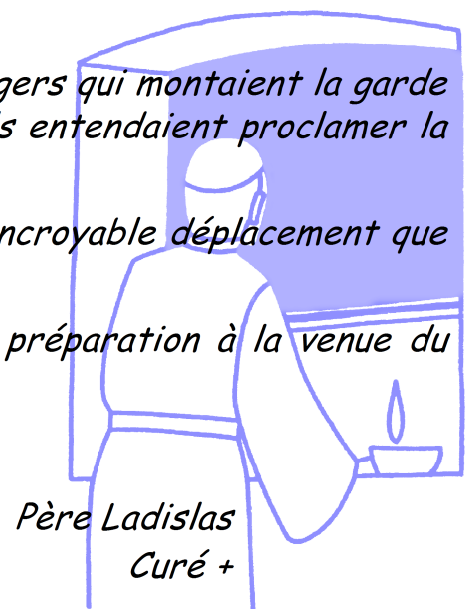 gers qui montaient la garde
s entendaient proclamer la
ncroyable déplacement que
préparation à la venue du
Père Ladislas
Curé +